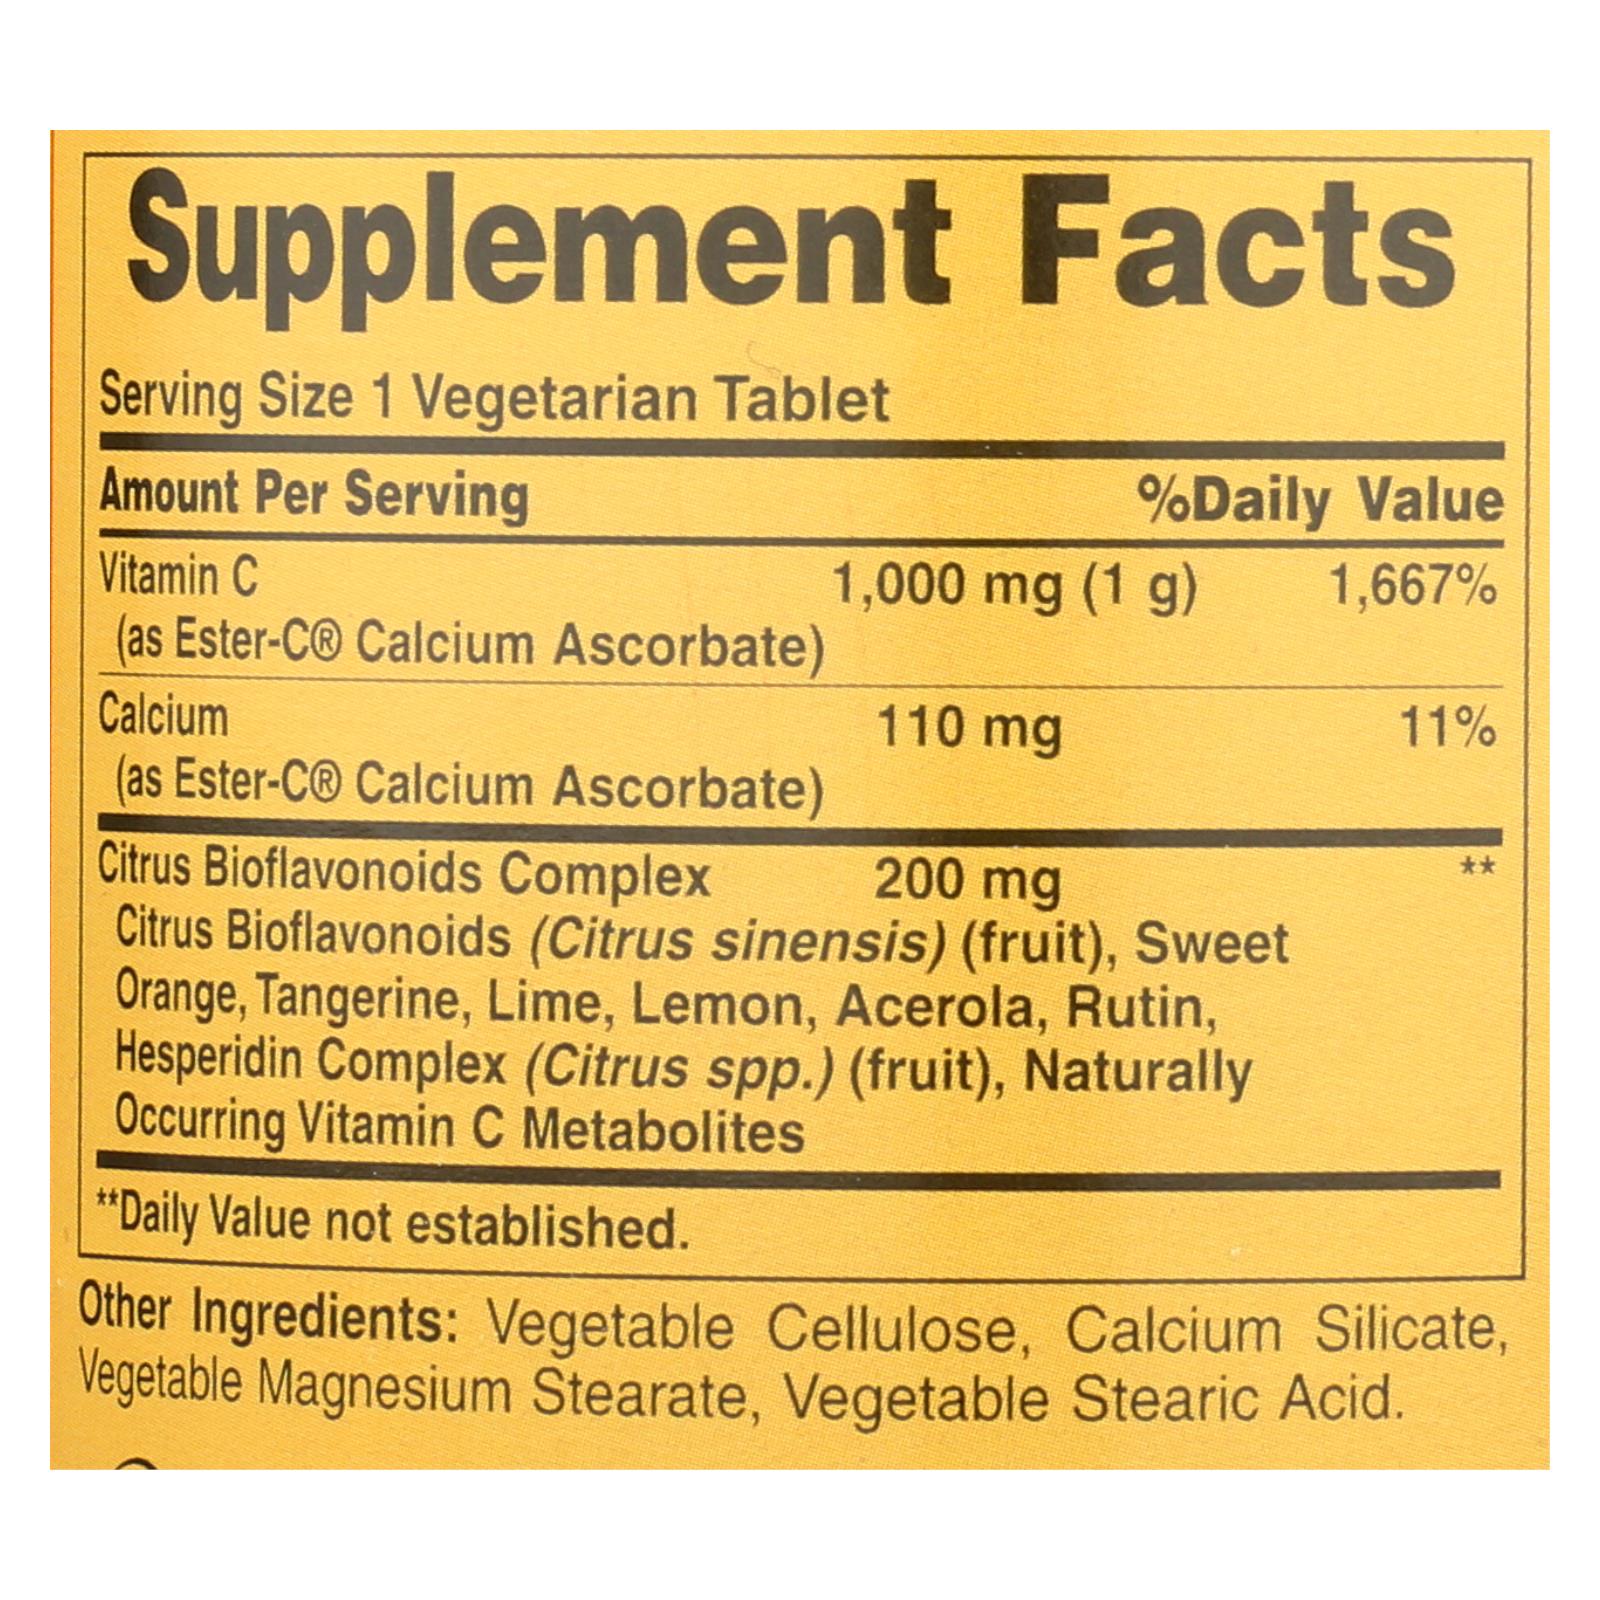 Supplement Facts
Serving Size 1 Vegetarian Tablet
Amount Per Serving %Daily Value
Vitamin C 1,000 mg (1 g) 1,667%
(as Ester-C® Calcium Ascorbate)
Calcium 110 mg 11%
(as Ester-C® Calcium Ascorbate)
Citrus Bioflavonoids Complex 200 mg **
Citrus Bioflavonoids (Citrus sinensis) (fruit), Sweet
Orange, Tangerine, Lime, Lemon, Acerola, Rutin,
Hesperidin Complex (Citrus spp.) (fruit), Naturally
Occurring Vitamin C Metabolites
**Daily Value not established.
Other Ingredients: Vegetable Cellulose, Calcium Silicate,
Vegetable Magnesium Stearate, Vegetable Stearic Acid.